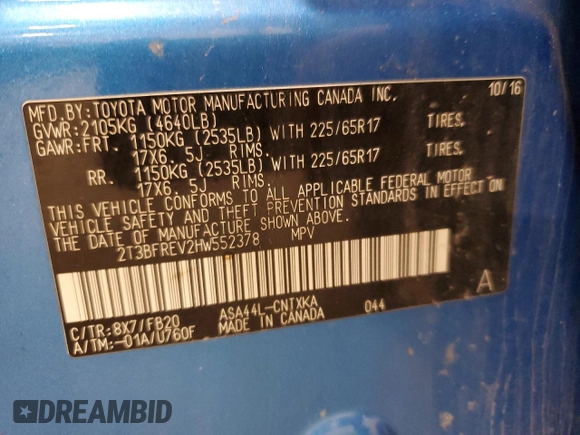 MFD.BY:TOYOTA MOTOR MANUFACTURING CANADA INC. 10/16
GVWR:2105KG (4640LB)
GAWR:FRT. 1150KG (2535LB) WITH 225/65R17 TIRES.
17X6.5J RIMS.
RR. 1150KG (2535LB) WITH 225/65R17 TIRES.
17X6.5J RIMS.
THIS VEHICLE CONFORMS TO ALL APPLICABLE FEDERAL MOTOR
VEHICLE SAFETY AND THEFT PREVENTION STANDARDS IN EFFECT ON
THE DATE OF MANUFACTURE SHOWN ABOVE.
2T3BFREV2HW552378 MPV
A
C/TR:8X7/FB20 ASA44L-CNTXKA 044
A/TM:-01A/U760F MADE IN CANADA
DREAMBID